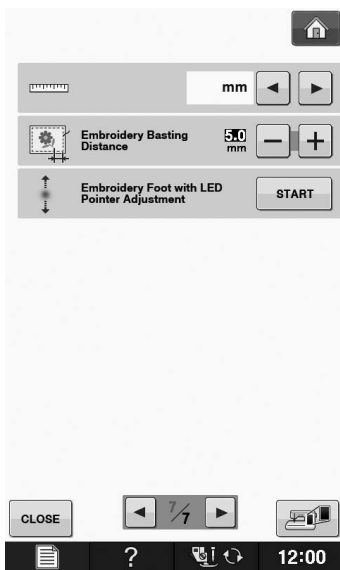 mm
Embroidery Basting
Distance
5.0
mm
Embroidery Foot with LED
Pointer Adjustment
START
CLOSE
7/7
?
12:00